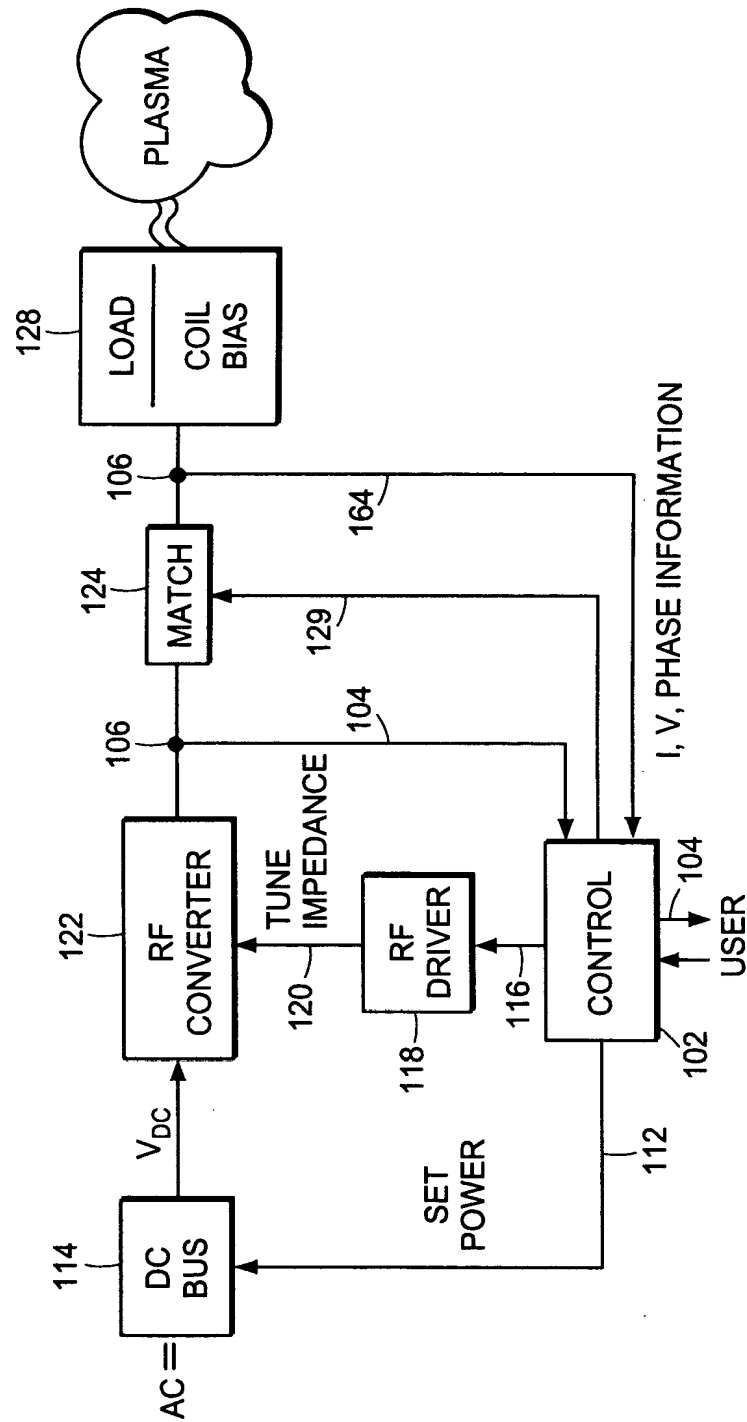 PLASMA
128
LOAD
COIL
BIAS
106
164
124
MATCH
129
I, V, PHASE INFORMATION
106
104
122
RF
CONVERTER
TUNE
IMPEDANCE
120
RF
DRIVER
118
116
CONTROL
104
USER
102
VDC
114
DC
BUS
AC
SET
POWER
112